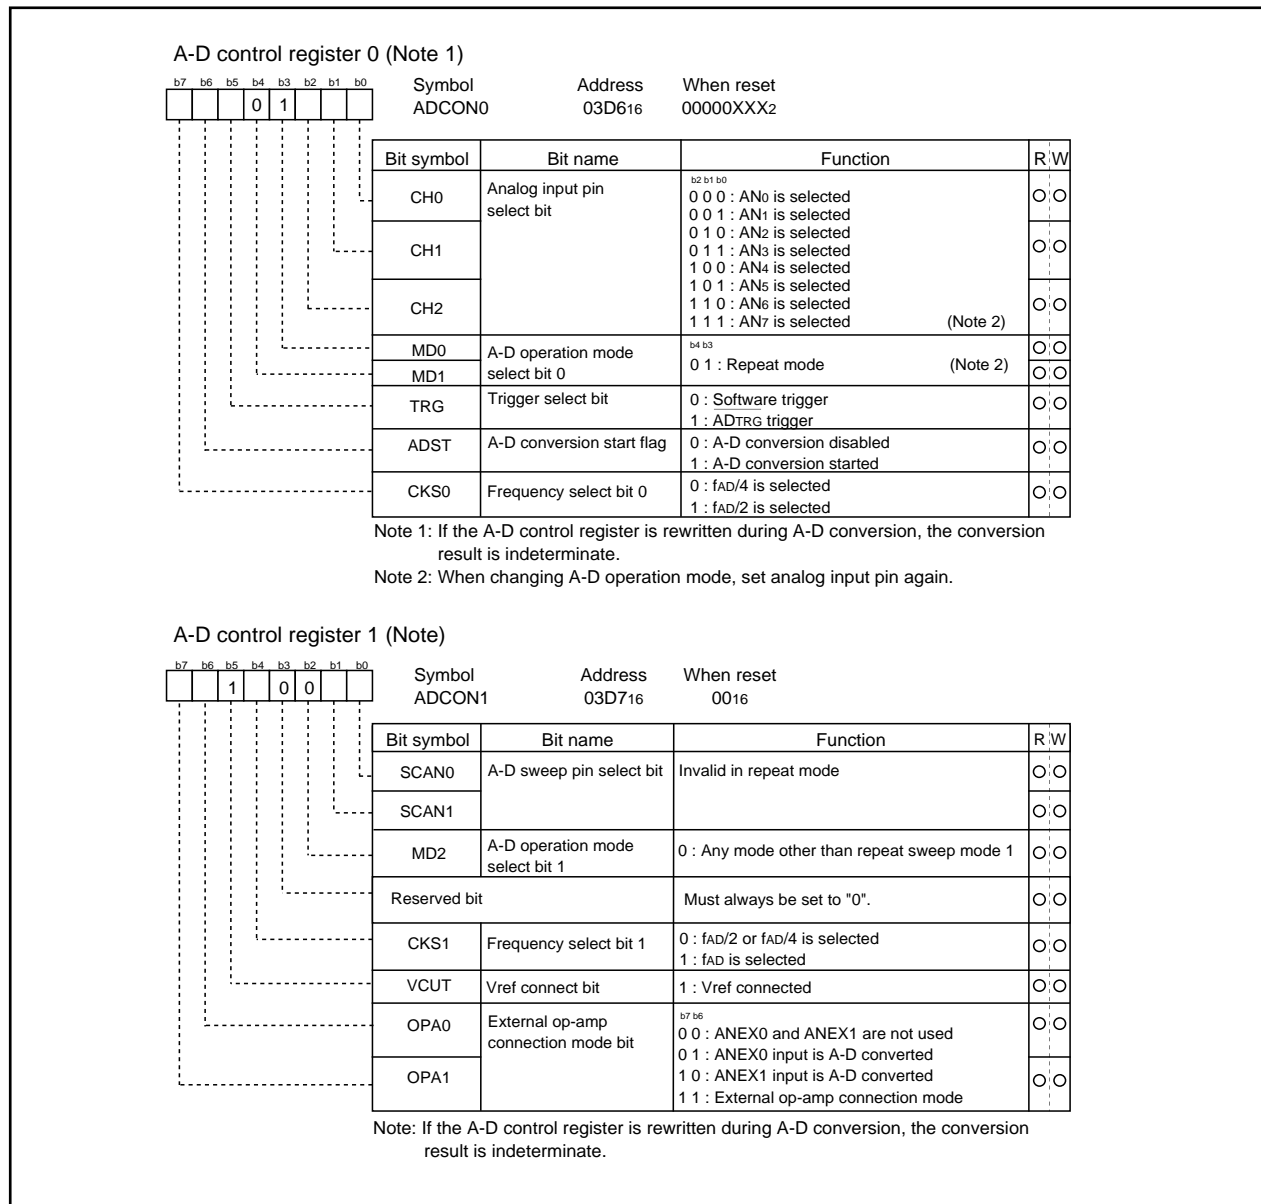 A-D control register 0 (Note 1)
b7 b6 b5 b4 b3 b2 b1 b0
0 1
Symbol Address When reset
ADCON0 03D616 00000XXX2
Bit symbol Bit name Function R W
CH0 Analog input pin select bit
b2 b1 b0
0 0 0 : AN0 is selected
0 0 1 : AN1 is selected
0 1 0 : AN2 is selected
CH1 0 1 1 : AN3 is selected
1 0 0 : AN4 is selected
1 0 1 : AN5 is selected
CH2 1 1 0 : AN6 is selected
1 1 1 : AN7 is selected (Note 2)
MD0 A-D operation mode
b4 b3
MD1 select bit 0 0 1 : Repeat mode (Note 2)
TRG Trigger select bit 0 : Software trigger
1 : ADTRG trigger
ADST A-D conversion start flag 0 : A-D conversion disabled
1 : A-D conversion started
CKS0 Frequency select bit 0 0 : fAD/4 is selected
1 : fAD/2 is selected
Note 1: If the A-D control register is rewritten during A-D conversion, the conversion
result is indeterminate.
Note 2: When changing A-D operation mode, set analog input pin again.
A-D control register 1 (Note)
b7 b6 b5 b4 b3 b2 b1 b0
1 0 0
Symbol Address When reset
ADCON1 03D716 0016
Bit symbol Bit name Function R W
SCAN0 A-D sweep pin select bit Invalid in repeat mode
SCAN1
MD2 A-D operation mode
select bit 1 0 : Any mode other than repeat sweep mode 1
Reserved bit Must always be set to "0".
CKS1 Frequency select bit 1 0 : fAD/2 or fAD/4 is selected
1 : fAD is selected
VCUT Vref connect bit 1 : Vref connected
OPA0 External op-amp
connection mode bit
b7 b6
0 0 : ANEX0 and ANEX1 are not used
0 1 : ANEX0 input is A-D converted
OPA1 1 0 : ANEX1 input is A-D converted
1 1 : External op-amp connection mode
Note: If the A-D control register is rewritten during A-D conversion, the conversion
result is indeterminate.